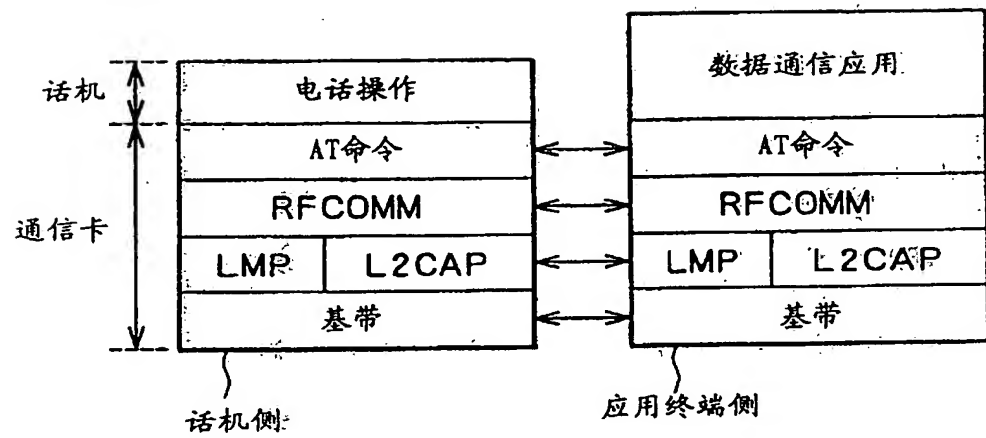 数据通信应用
话机
电话操作
AT命令
AT命令
RFCOMM
RFCOMM
通信卡
LMP
L2CAP
LMP
L2CAP
基带
基带
话机侧
应用终端侧